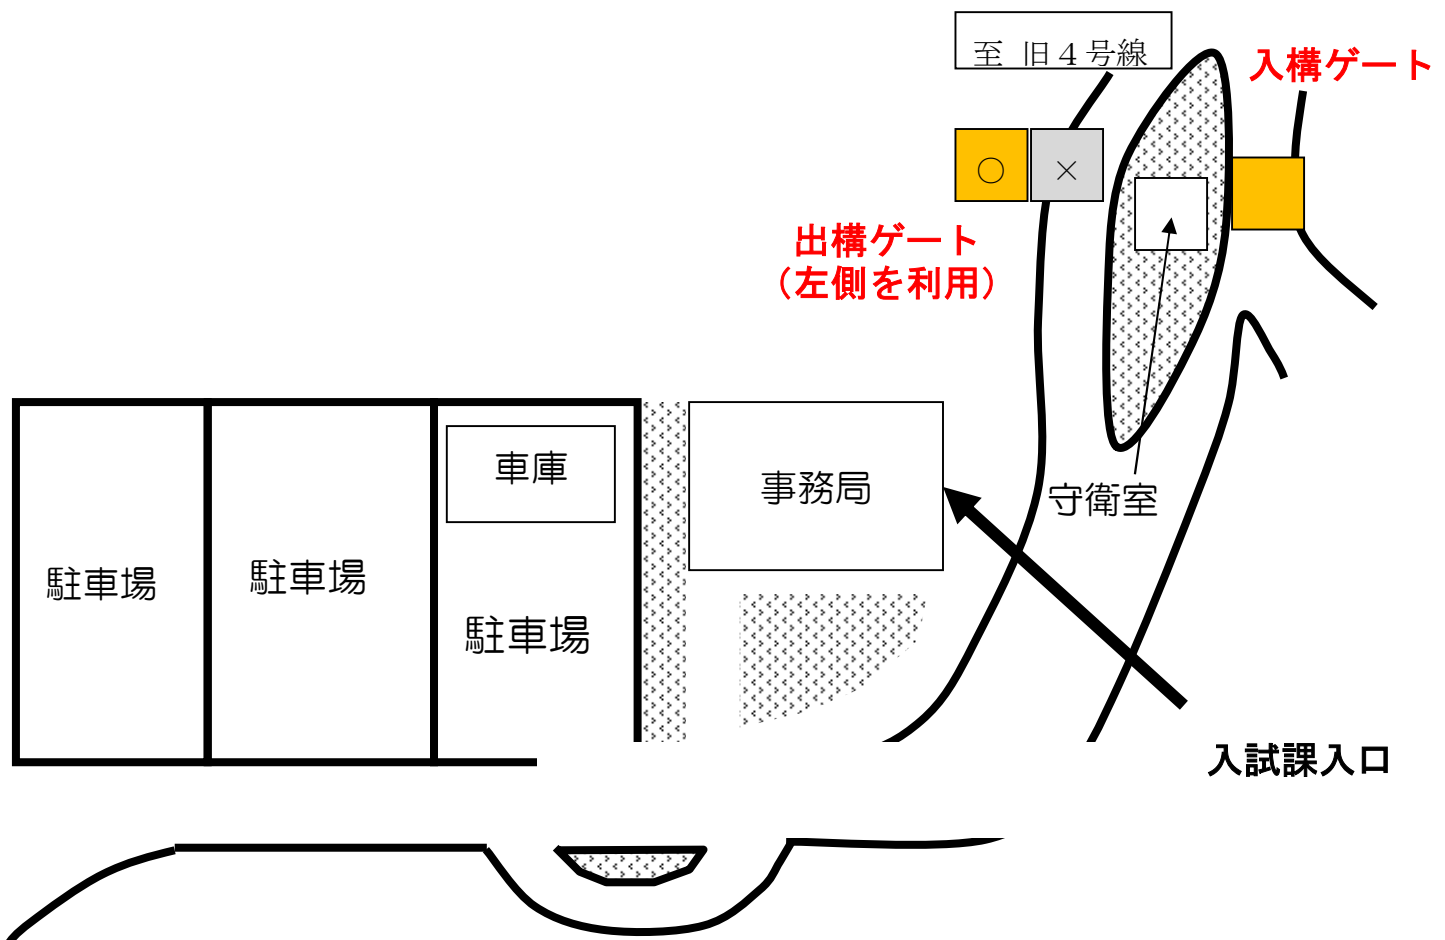 至 旧４号線
入構ゲート
○
×
出構ゲート
（左側を利用）
車庫
事務局
守衛室
駐車場
駐車場
駐車場
入試課入口